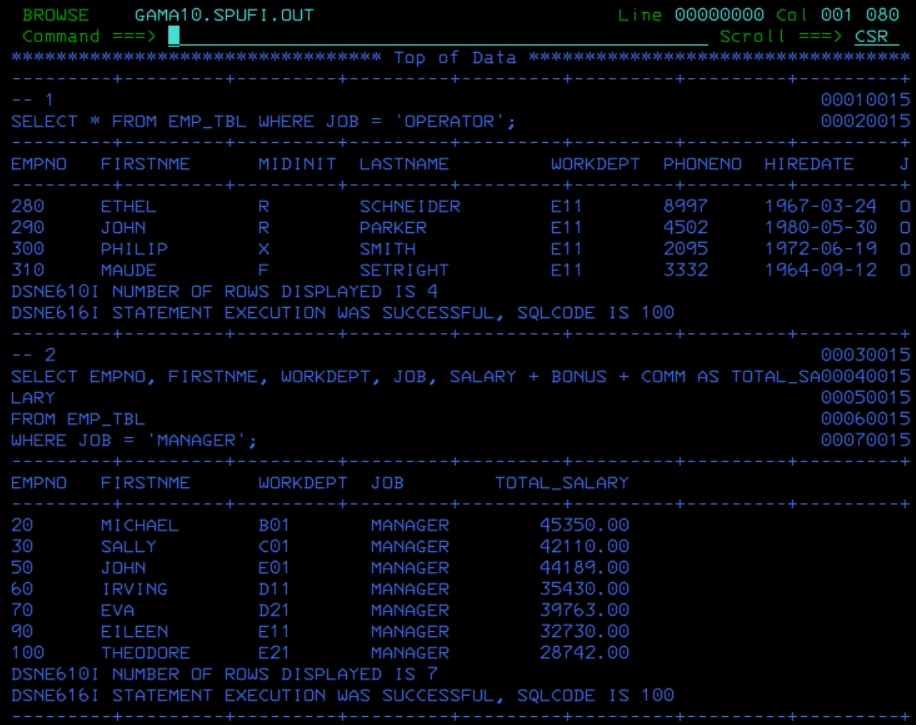 BROWSE    GAMA10.SPUFI.OUT                           Line 00000000 Col 001 080
Command ===>                                                  Scroll ===> CSR
********************************* Top of Data **********************************
---------+---------+---------+---------+---------+---------+---------+---------+
-- 1                                                                    00010015
SELECT * FROM EMP_TBL WHERE JOB = 'OPERATOR';                           00020015
---------+---------+---------+---------+---------+---------+---------+---------+
EMPNO   FIRSTNME      MIDINIT  LASTNAME         WORKDEPT  PHONENO  HIREDATE    J
---------+---------+---------+---------+---------+---------+---------+---------+
280     ETHEL         R        SCHNEIDER        E11       8997     1967-03-24  O
290     JOHN          R        PARKER           E11       4502     1980-05-30  O
300     PHILIP        X        SMITH            E11       2095     1972-06-19  O
310     MAUDE         F        SETRIGHT         E11       3332     1964-09-12  O
DSNE610I NUMBER OF ROWS DISPLAYED IS 4
DSNE616I STATEMENT EXECUTION WAS SUCCESSFUL, SQLCODE IS 100
---------+---------+---------+---------+---------+---------+---------+---------+
-- 2                                                                    00030015
SELECT EMPNO, FIRSTNME, WORKDEPT, JOB, SALARY + BONUS + COMM AS TOTAL_SA00040015
LARY                                                                    00050015
FROM EMP_TBL                                                            00060015
WHERE JOB = 'MANAGER';                                                  00070015
---------+---------+---------+---------+---------+---------+---------+---------+
EMPNO   FIRSTNME      WORKDEPT  JOB        TOTAL_SALARY
---------+---------+---------+---------+---------+---------+---------+---------+
20      MICHAEL       B01       MANAGER        45350.00
30      SALLY         C01       MANAGER        42110.00
50      JOHN          E01       MANAGER        44189.00
60      IRVING        D11       MANAGER        35430.00
70      EVA           D21       MANAGER        39763.00
90      EILEEN        E11       MANAGER        32730.00
100     THEODORE      E21       MANAGER        28742.00
DSNE610I NUMBER OF ROWS DISPLAYED IS 7
DSNE616I STATEMENT EXECUTION WAS SUCCESSFUL, SQLCODE IS 100
---------+---------+---------+---------+---------+---------+---------+---------+